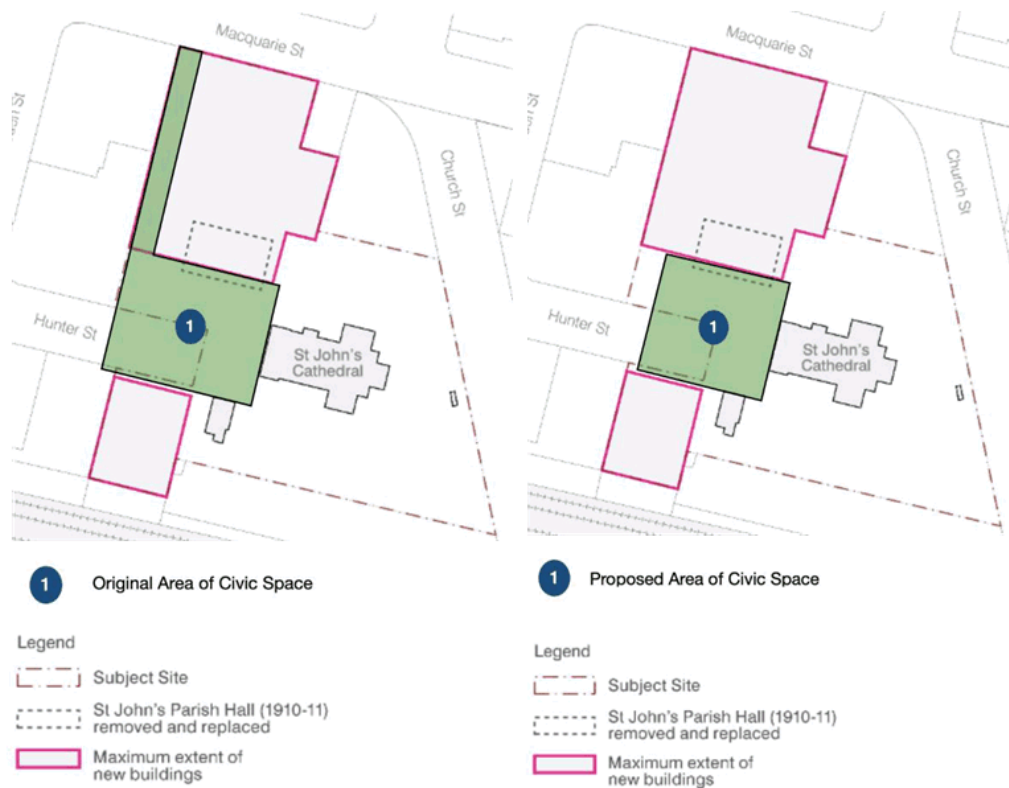 Macquarie St
Church St
Hunter St
1
St John's
Cathedral
1 Original Area of Civic Space
Legend
Subject Site
St John's Parish Hall (1910-11)
removed and replaced
Maximum extent of
new buildings
Macquarie St
Church St
Hunter St
1
St John's
Cathedral
1 Proposed Area of Civic Space
Legend
Subject Site
St John's Parish Hall (1910-11)
removed and replaced
Maximum extent of
new buildings